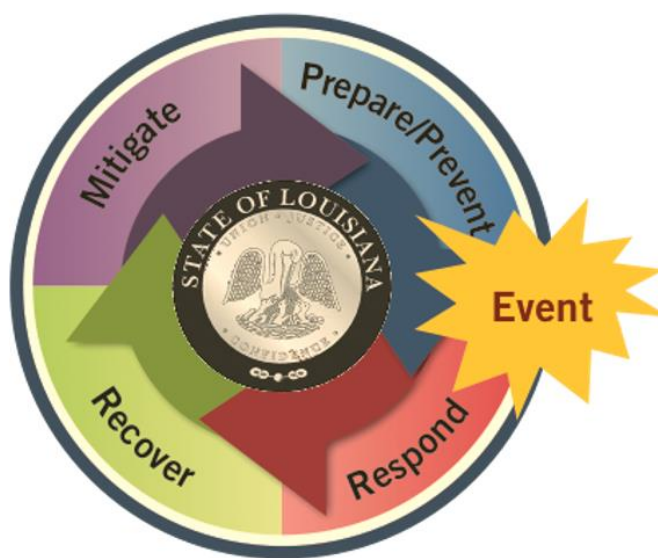 Mitigate
Prepare/Prevent
Event
Respond
Recover
STATE OF LOUISIANA
UNION · JUSTICE
CONFIDENCE